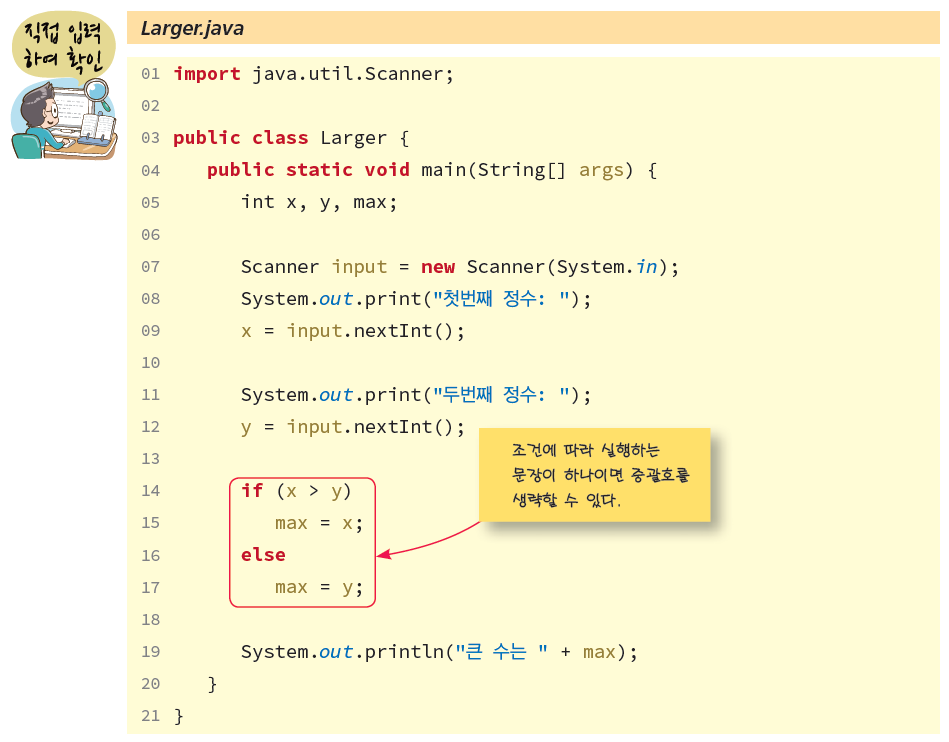 직접 입력
하여 확인
Larger.java
01 import java.util.Scanner;
02
03 public class Larger {
04    public static void main(String[] args) {
05       int x, y, max;
06
07       Scanner input = new Scanner(System.in);
08       System.out.print("첫번째 정수: ");
09       x = input.nextInt();
10
11       System.out.print("두번째 정수: ");
12       y = input.nextInt();
13
14       if (x > y)
15          max = x;
16       else
17          max = y;
18
19       System.out.println("큰 수는 " + max);
20    }
21 }
조건에 따라 실행하는
문장이 하나이면 중괄호를
생략할 수 있다.